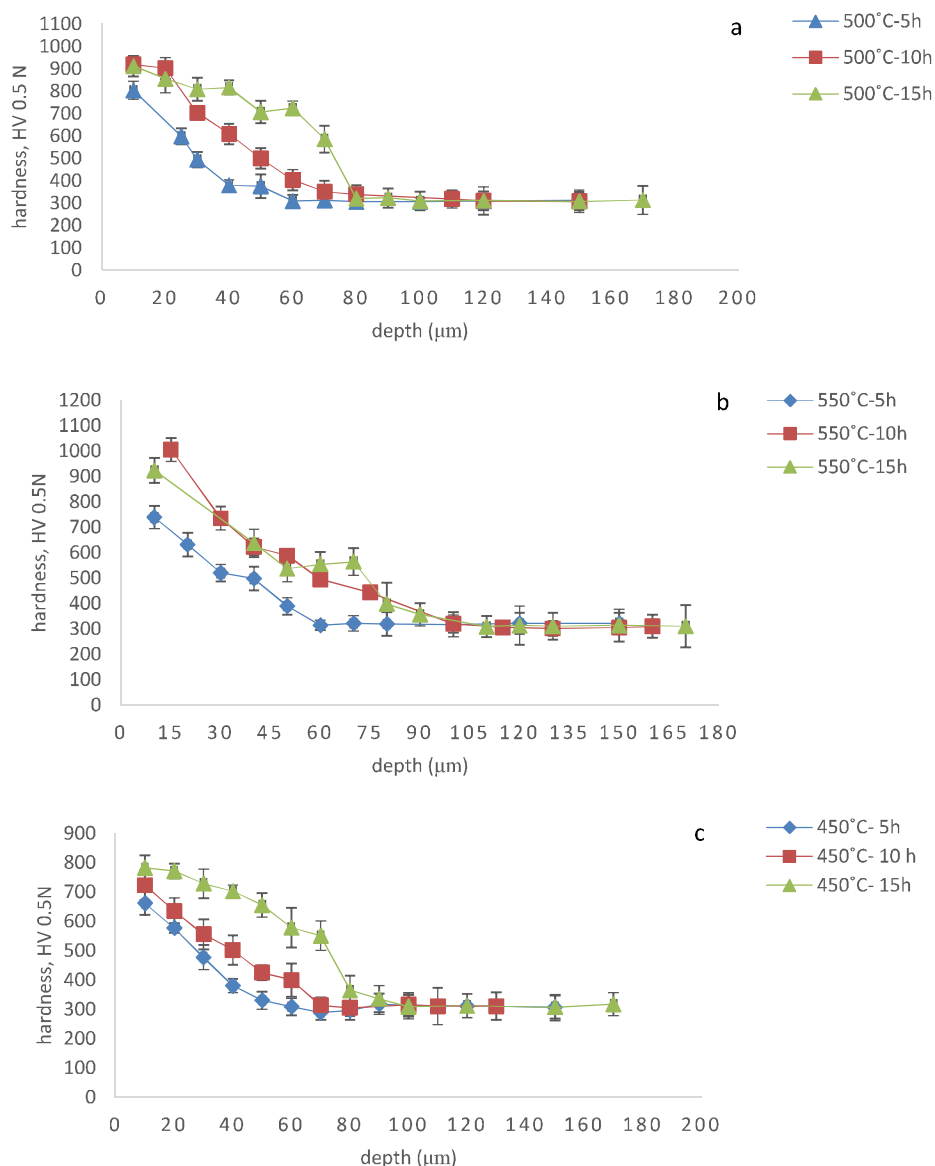 a
500˚C-5h
500˚C-10h
500˚C-15h
hardness, HV 0.5 N
1100
1000
900
800
700
600
500
400
300
200
100
0
0 20 40 60 80 100 120 140 160 180 200
depth (μm)
b
550˚C-5h
550˚C-10h
550˚C-15h
hardness, HV 0.5N
1200
1100
1000
900
800
700
600
500
400
300
200
100
0
0 15 30 45 60 75 90 105 120 135 150 165 180
depth (μm)
c
450˚C- 5h
450˚C- 10 h
450˚C- 15h
hardness, HV 0.5N
900
800
700
600
500
400
300
200
100
0
0 20 40 60 80 100 120 140 160 180 200
depth (μm)